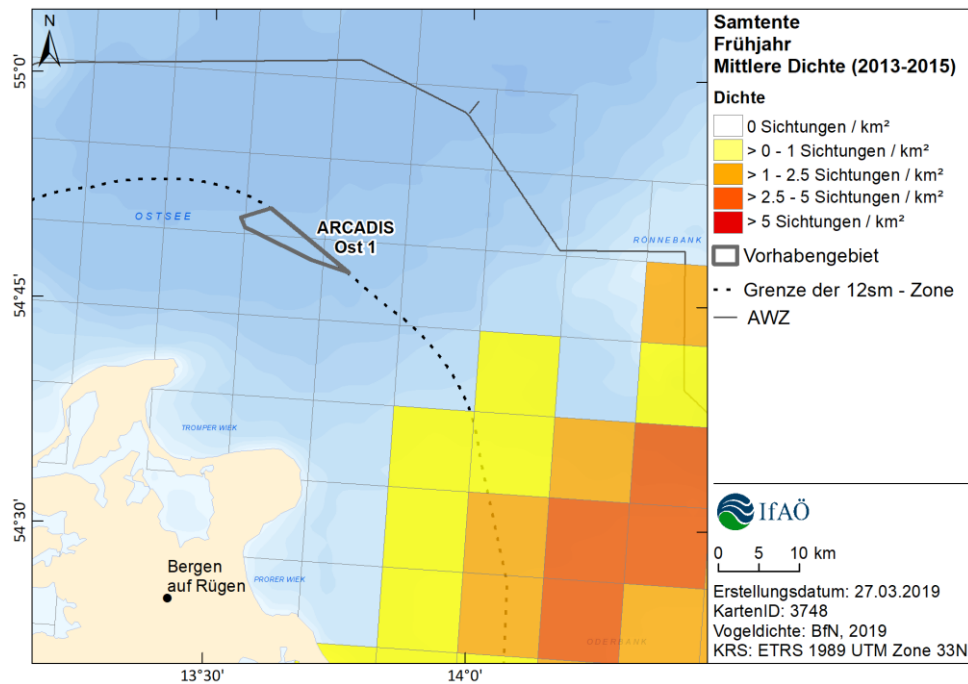 N
55°0'
54°45'
54°30'
13°30'
14°0'
OSTSEE
ARCADIS
Ost 1
RÖNNEBANK
TROMPER WIEK
PRORER WIEK
Bergen
auf Rügen
ODERBANK
Samtente
Frühjahr
Mittlere Dichte (2013-2015)
Dichte
0 Sichtungen / km²
> 0 - 1 Sichtungen / km²
> 1 - 2.5 Sichtungen / km²
> 2.5 - 5 Sichtungen / km²
> 5 Sichtungen / km²
Vorhabengebiet
Grenze der 12sm - Zone
AWZ
IfAÖ
0 5 10 km
Erstellungsdatum: 27.03.2019
KartenID: 3748
Vogeldichte: BfN, 2019
KRS: ETRS 1989 UTM Zone 33N